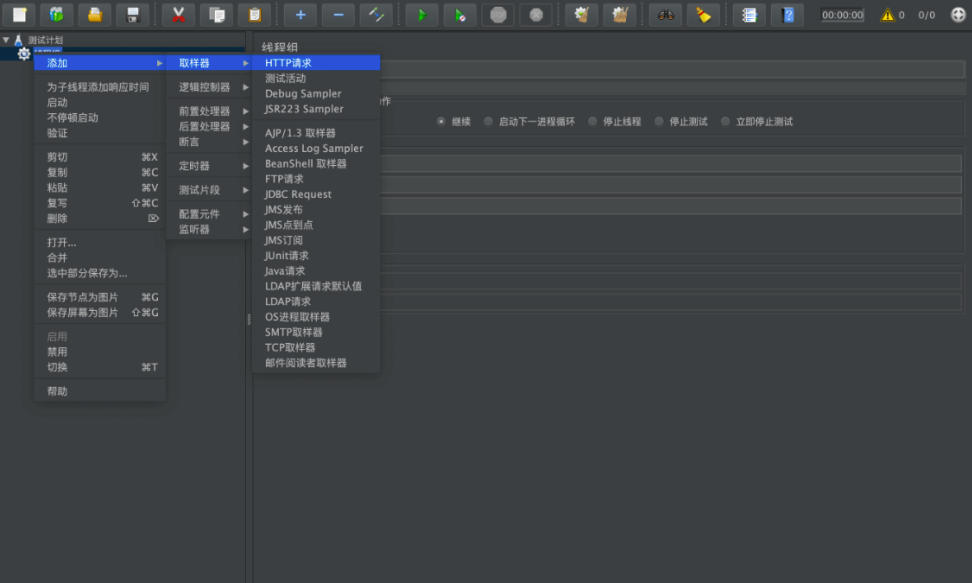 00:00:00
0
0/0
测试计划
线程组
添加
为子线程添加响应时间
启动
不停顿启动
验证
剪切 ⌘X
复制 ⌘C
粘贴 ⌘V
复写 ⇧⌘C
删除 ⌦
打开...
合并
选中部分保存为...
保存节点为图片 ⌘G
保存屏幕为图片 ⇧⌘G
启用
禁用
切换 ⌘T
帮助
取样器
逻辑控制器
前置处理器
后置处理器
断言
定时器
测试片段
配置元件
监听器
HTTP请求
测试活动
Debug Sampler
JSR223 Sampler
AJP/1.3 取样器
Access Log Sampler
BeanShell 取样器
FTP请求
JDBC Request
JMS发布
JMS点到点
JMS订阅
JUnit请求
Java请求
LDAP扩展请求默认值
LDAP请求
OS进程取样器
SMTP取样器
TCP取样器
邮件阅读者取样器
线程组
作
继续 启动下一进程循环 停止线程 停止测试 立即停止测试